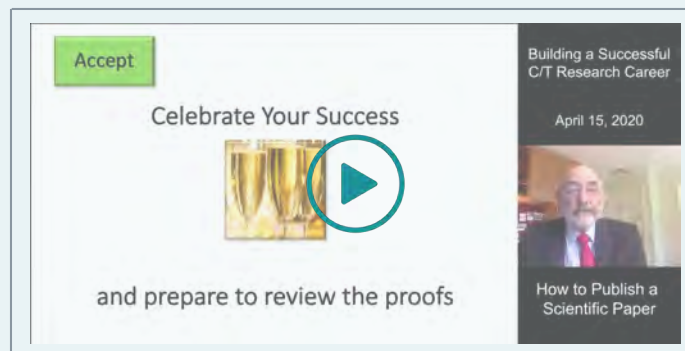 Accept
Celebrate Your Success
and prepare to review the proofs
Building a Successful
C/T Research Career
April 15, 2020
How to Publish a
Scientific Paper